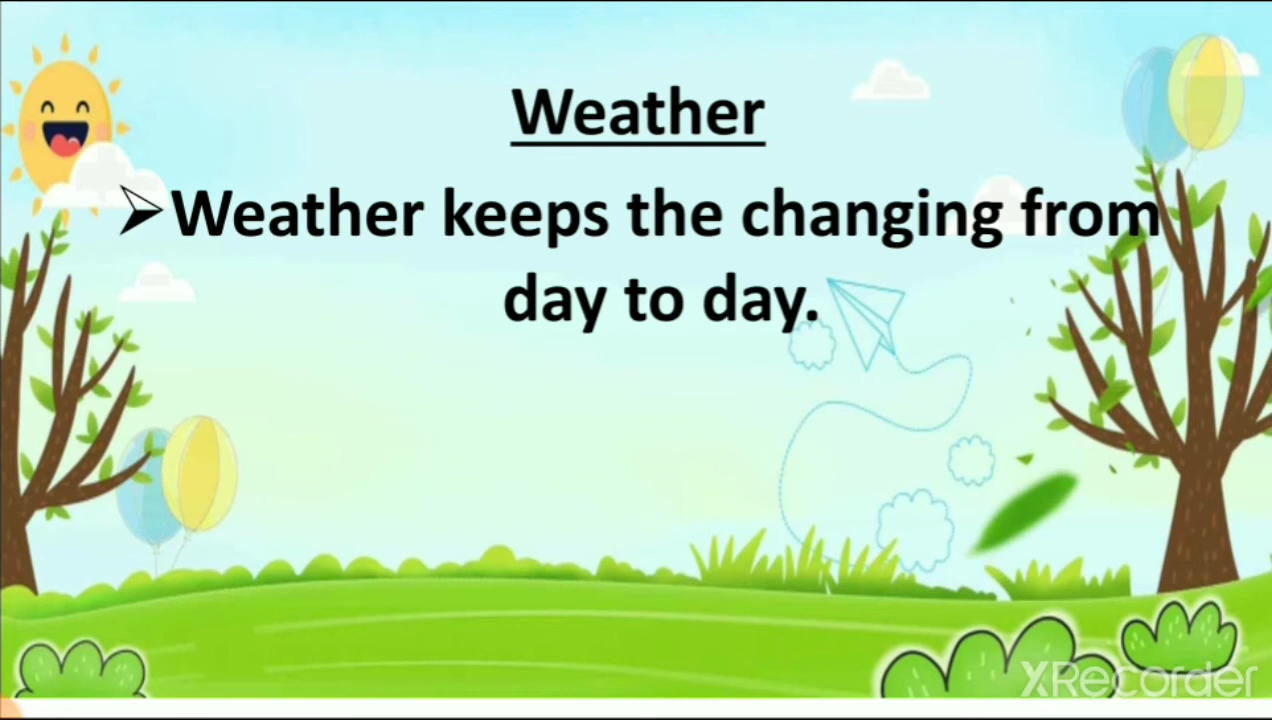 Weather
➢Weather keeps the changing from
day to day.
XRecorder